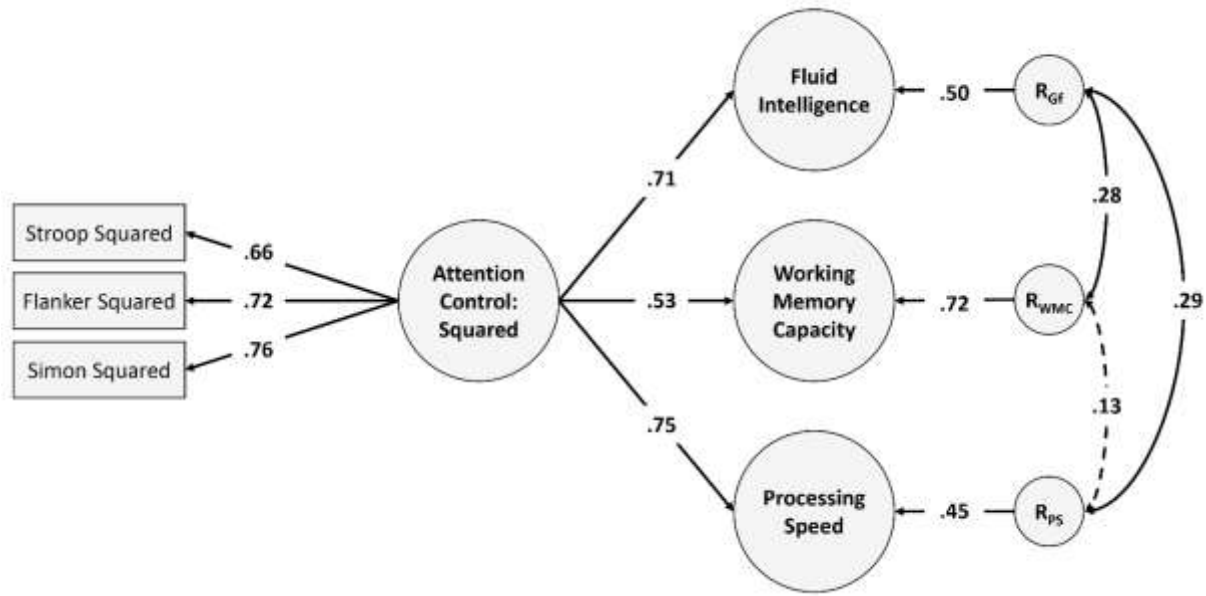 Stroop Squared
Flanker Squared
Simon Squared
.66
.72
.76
Attention
Control:
Squared
.71
.53
.75
Fluid
Intelligence
Working
Memory
Capacity
Processing
Speed
.50
.72
.45
R_Gf
R_WMC
R_PS
.28
.13
.29